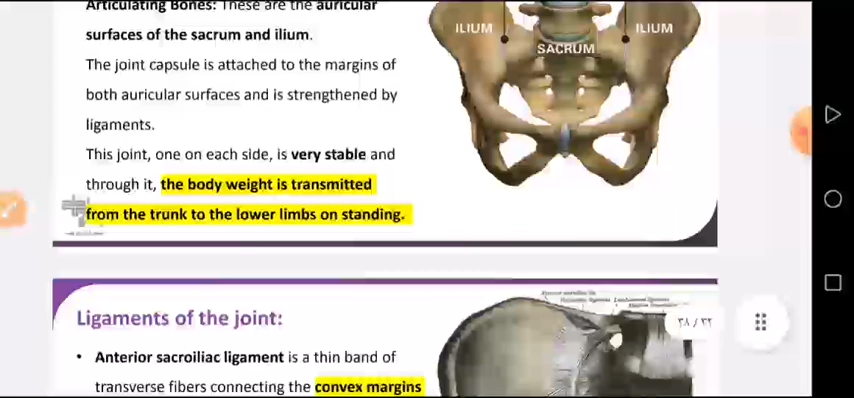 Articulating Bones: These are the auricular
surfaces of the sacrum and ilium.
The joint capsule is attached to the margins of
both auricular surfaces and is strengthened by
ligaments.
This joint, one on each side, is very stable and
through it, the body weight is transmitted
from the trunk to the lower limbs on standing.
ILIUM
ILIUM
SACRUM
Ligaments of the joint:
• Anterior sacroiliac ligament is a thin band of
transverse fibers connecting the convex margins